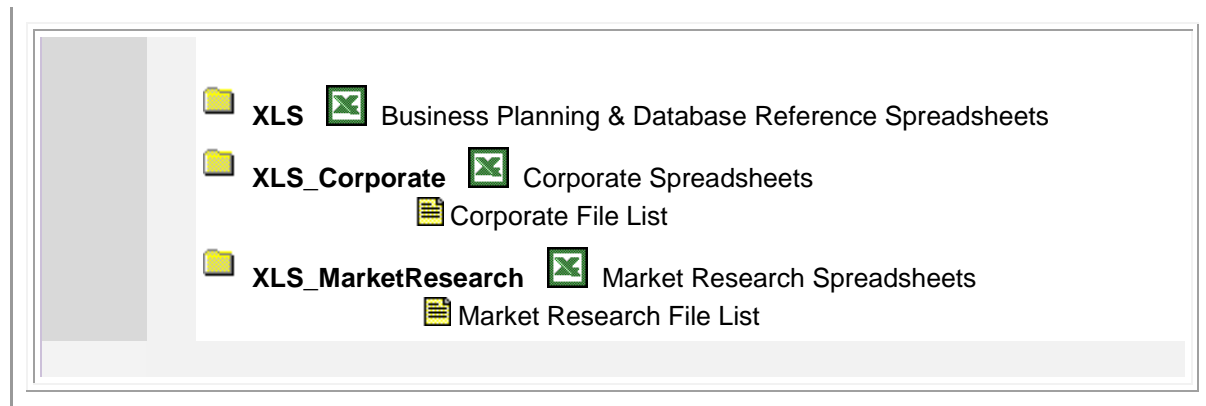 XLS Business Planning & Database Reference Spreadsheets
XLS_Corporate Corporate Spreadsheets
Corporate File List
XLS_MarketResearch Market Research Spreadsheets
Market Research File List